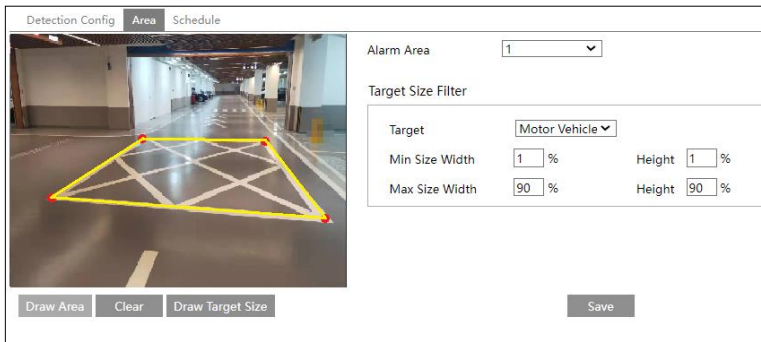 Detection Config Area Schedule
Alarm Area 1
Target Size Filter
Target Motor Vehicle
Min Size Width 1 % Height 1 %
Max Size Width 90 % Height 90 %
Draw Area Clear Draw Target Size Save